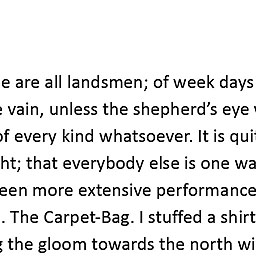 e are all landsmen; of week days
vain, unless the shepherd's eye
of every kind whatsoever. It is qui
ht; that everybody else is one wa
een more extensive performance
. The Carpet-Bag. I stuffed a shirt
the gloom towards the north wi